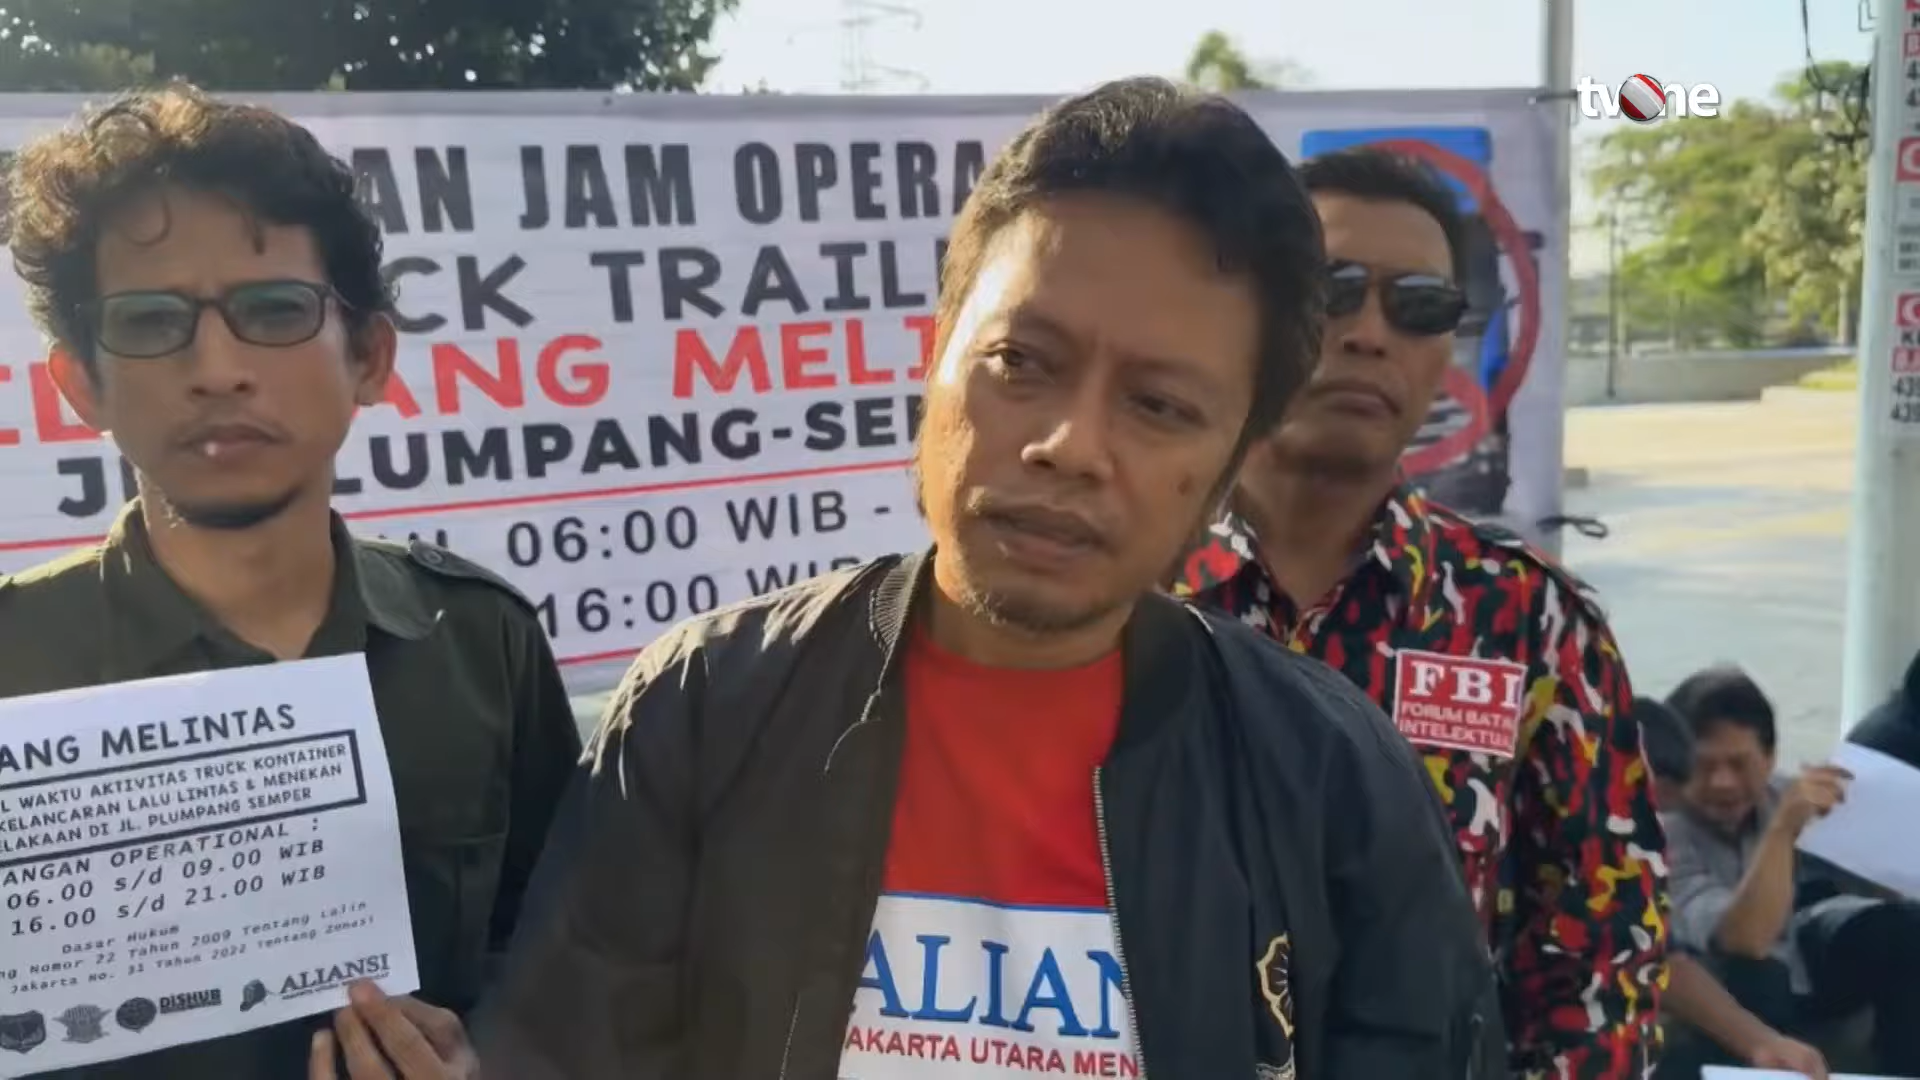 tvOne
AN JAM OPERA
CK TRAIL
ANG MELI
LUMPANG-SE
06:00 WIB -
16:00 WIB
FBI
FORUM BATA
INTELEKTUA
ANG MELINTAS
L WAKTU AKTIVITAS TRUCK KONTAINER
KELANCARAN LALU LINTAS & MENEKAN
ELAKAAN DI JL. PLUMPANG SEMPER
ANGAN OPERATIONAL :
06.00 s/d 09.00 WIB
16.00 s/d 21.00 WIB
Dasar Hukum
ng Nomor 22 Tahun 2009 Tentang Lalin
Jakarta No. 31 Tahun 2022 Tentang Zonasi
DISHUB
ALIANSI
ALIAN
JAKARTA UTARA MEN